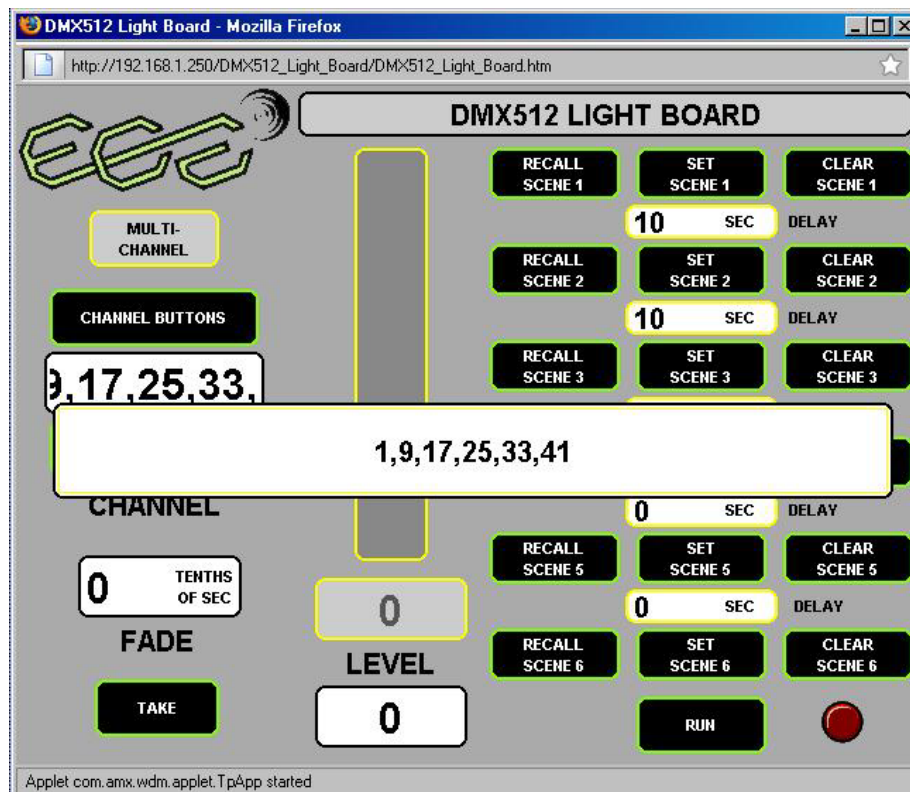 DMX512 Light Board - Mozilla Firefox
http://192.168.1.250/DMX512_Light_Board/DMX512_Light_Board.htm
ECE
DMX512 LIGHT BOARD
RECALL
SCENE 1
SET
SCENE 1
CLEAR
SCENE 1
MULTI-
CHANNEL
10 SEC DELAY
RECALL
SCENE 2
SET
SCENE 2
CLEAR
SCENE 2
CHANNEL BUTTONS
10 SEC DELAY
RECALL
SCENE 3
SET
SCENE 3
CLEAR
SCENE 3
9,17,25,33,
1,9,17,25,33,41
CHANNEL
0 SEC DELAY
RECALL
SCENE 5
SET
SCENE 5
CLEAR
SCENE 5
0 TENTHS
OF SEC
FADE
0
0 SEC DELAY
LEVEL
RECALL
SCENE 6
SET
SCENE 6
CLEAR
SCENE 6
TAKE
0
RUN
Applet com.amx.wdm.applet.TpApp started